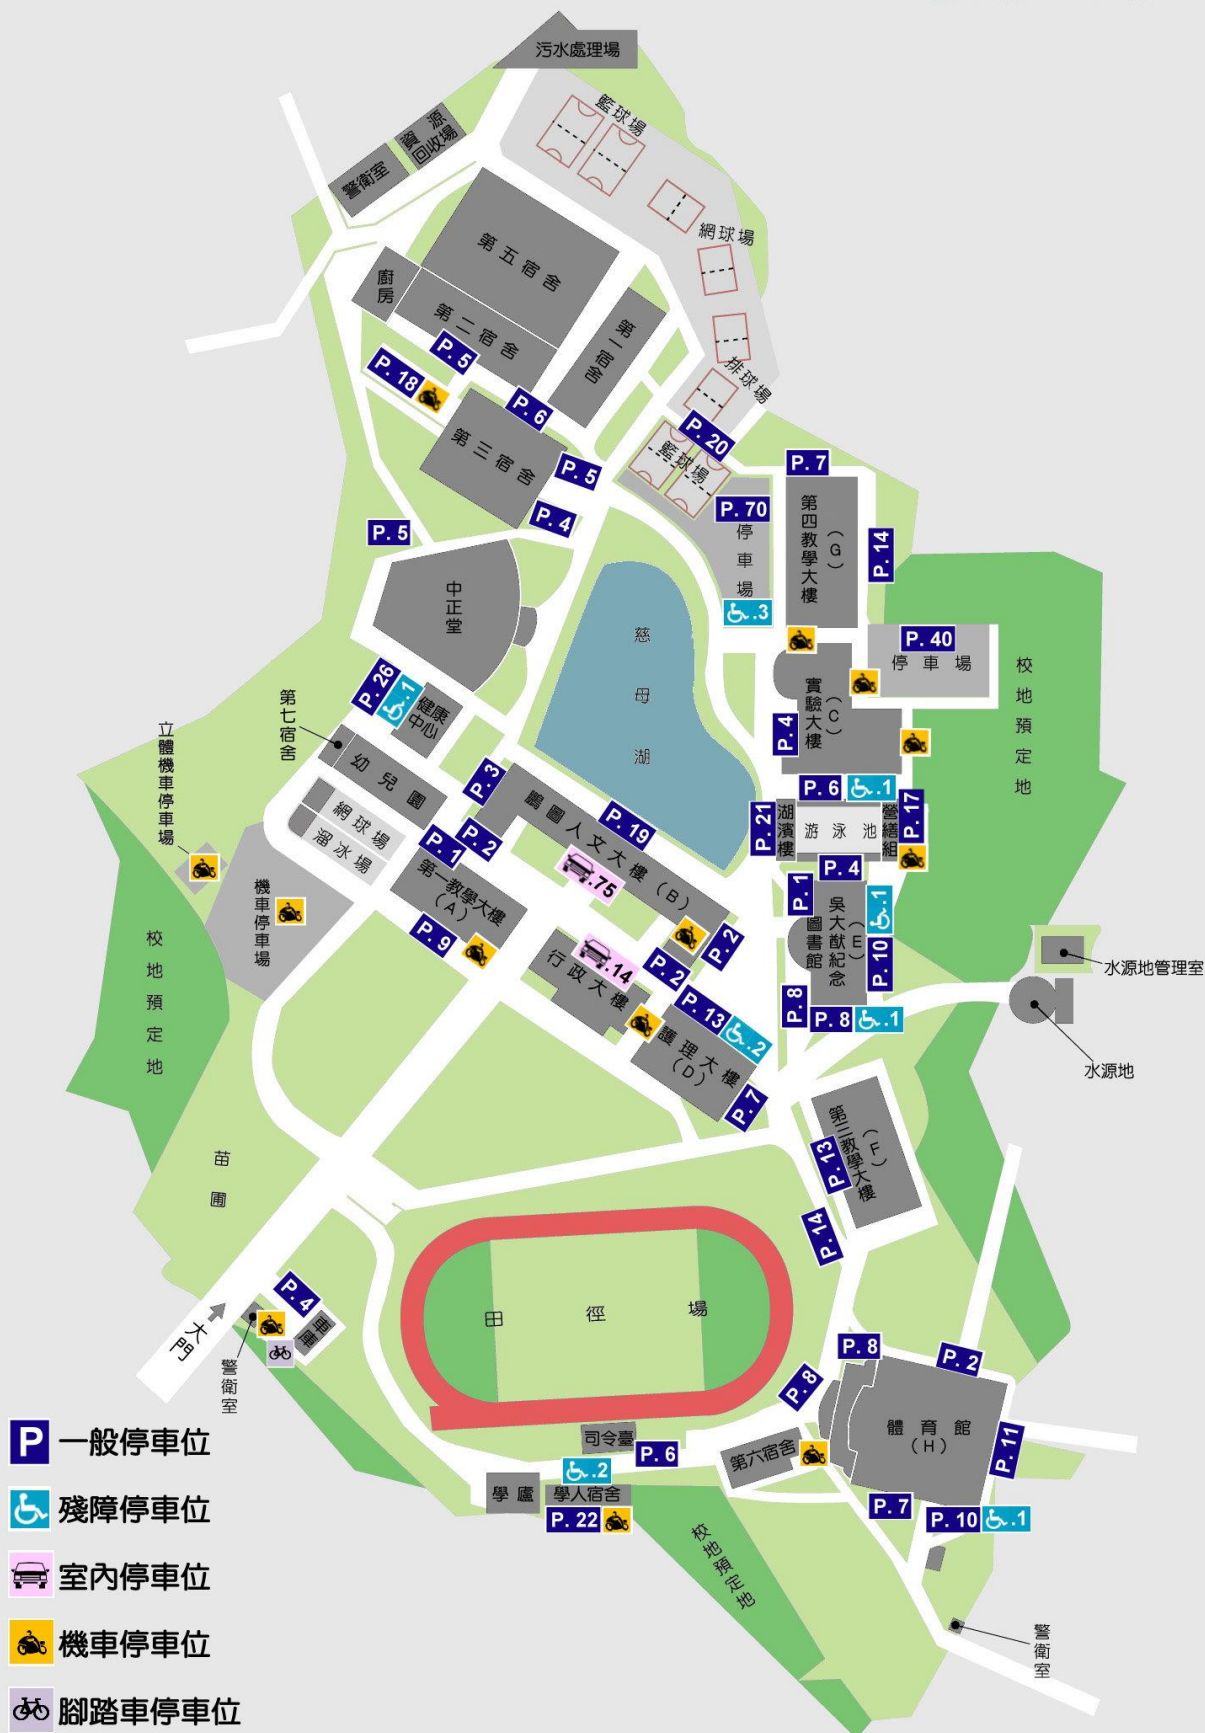 污水處理場
籃球場
資源
回收場
警衛室
網球場
第五宿舍
廚房
第二宿舍
第一宿舍
P. 5
P. 18
P. 6
排球場
第三宿舍
P. 20
籃球場
P. 5
P. 7
P. 4
P. 70
停車場
第四教學大樓
(G)
P. 14
P. 5
中正堂
.3
慈母湖
P. 40
停車場
校地預定地
P. 26
.1
健康
中心
第七宿舍
實驗大樓
(C)
P. 4
立體機車停車場
幼兒園
P. 3
鵬圖人文大樓(B)
P. 19
P. 6
.1
P. 17
P. 21
湖濱樓
游泳池
營繕組
網球場
溜冰場
P. 1
P. 2
.75
P. 4
P. 1
.1
第一教學大樓
(A)
機車停車場
吳大猷紀念
圖書館
(E)
P. 9
P. 2
P. 10
校地預定地
.14
行政大樓
P. 2
水源地管理室
P. 13
.2
P. 8
P. 8
.1
護理大樓
(D)
水源地
P. 7
第三教學大樓
(F)
P. 13
苗圃
P. 14
P. 4
車庫
大門
警衛室
田徑場
P. 8
P. 2
P. 8
體育館
(H)
P. 11
司令臺
P. 6
第六宿舍
.2
學廬
學人宿舍
P. 22
P. 7
P. 10
.1
校地預定地
警衛室
P 一般停車位
殘障停車位
室內停車位
機車停車位
腳踏車停車位